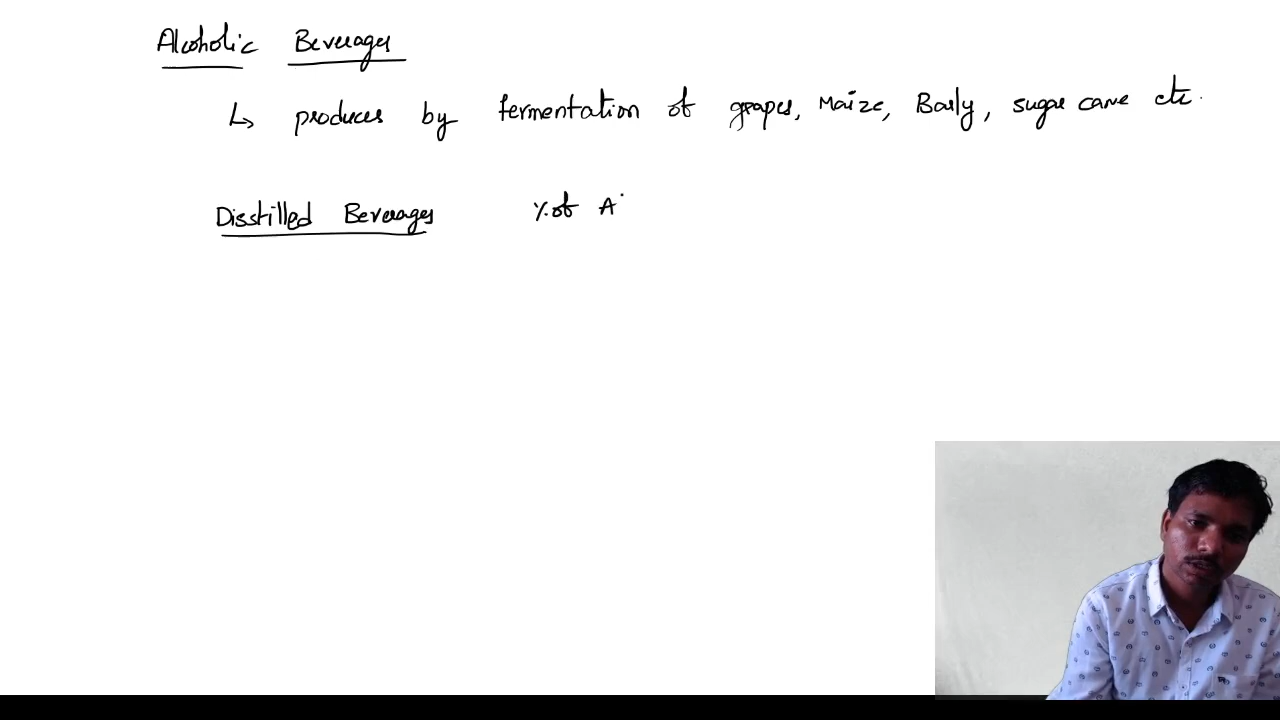 Alcoholic Beverages
↳ produces by fermentation of grapes, Maize, Barly, sugar cane etc.
Disstilled Beverages % of A